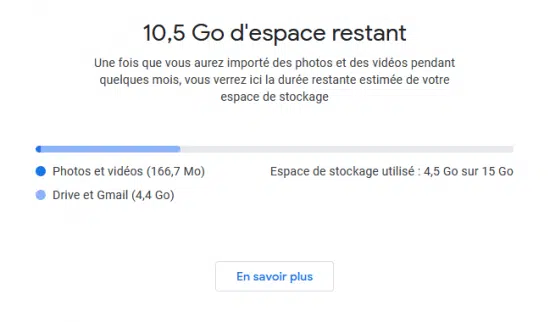 10,5 Go d'espace restant
Une fois que vous aurez importé des photos et des vidéos pendant
quelques mois, vous verrez ici la durée restante estimée de votre
espace de stockage
Photos et vidéos (166,7 Mo)
Espace de stockage utilisé : 4,5 Go sur 15 Go
Drive et Gmail (4,4 Go)
En savoir plus